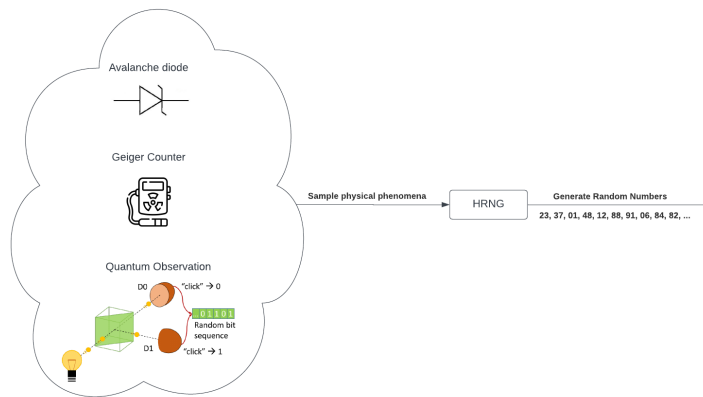 Avalanche diode
Geiger Counter
Sample physical phenomena
HRNG
Generate Random Numbers
23, 37, 01, 48, 12, 88, 91, 06, 84, 82, ...
Quantum Observation
D0
“click” → 0
01101
Random bit
sequence
D1
“click” → 1